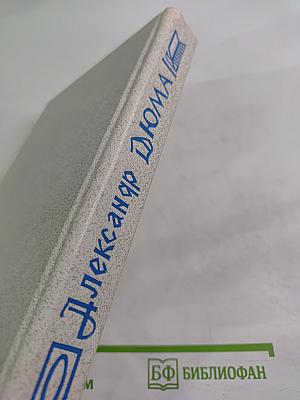 Александр Дюма
БФ БИБЛИОФАН